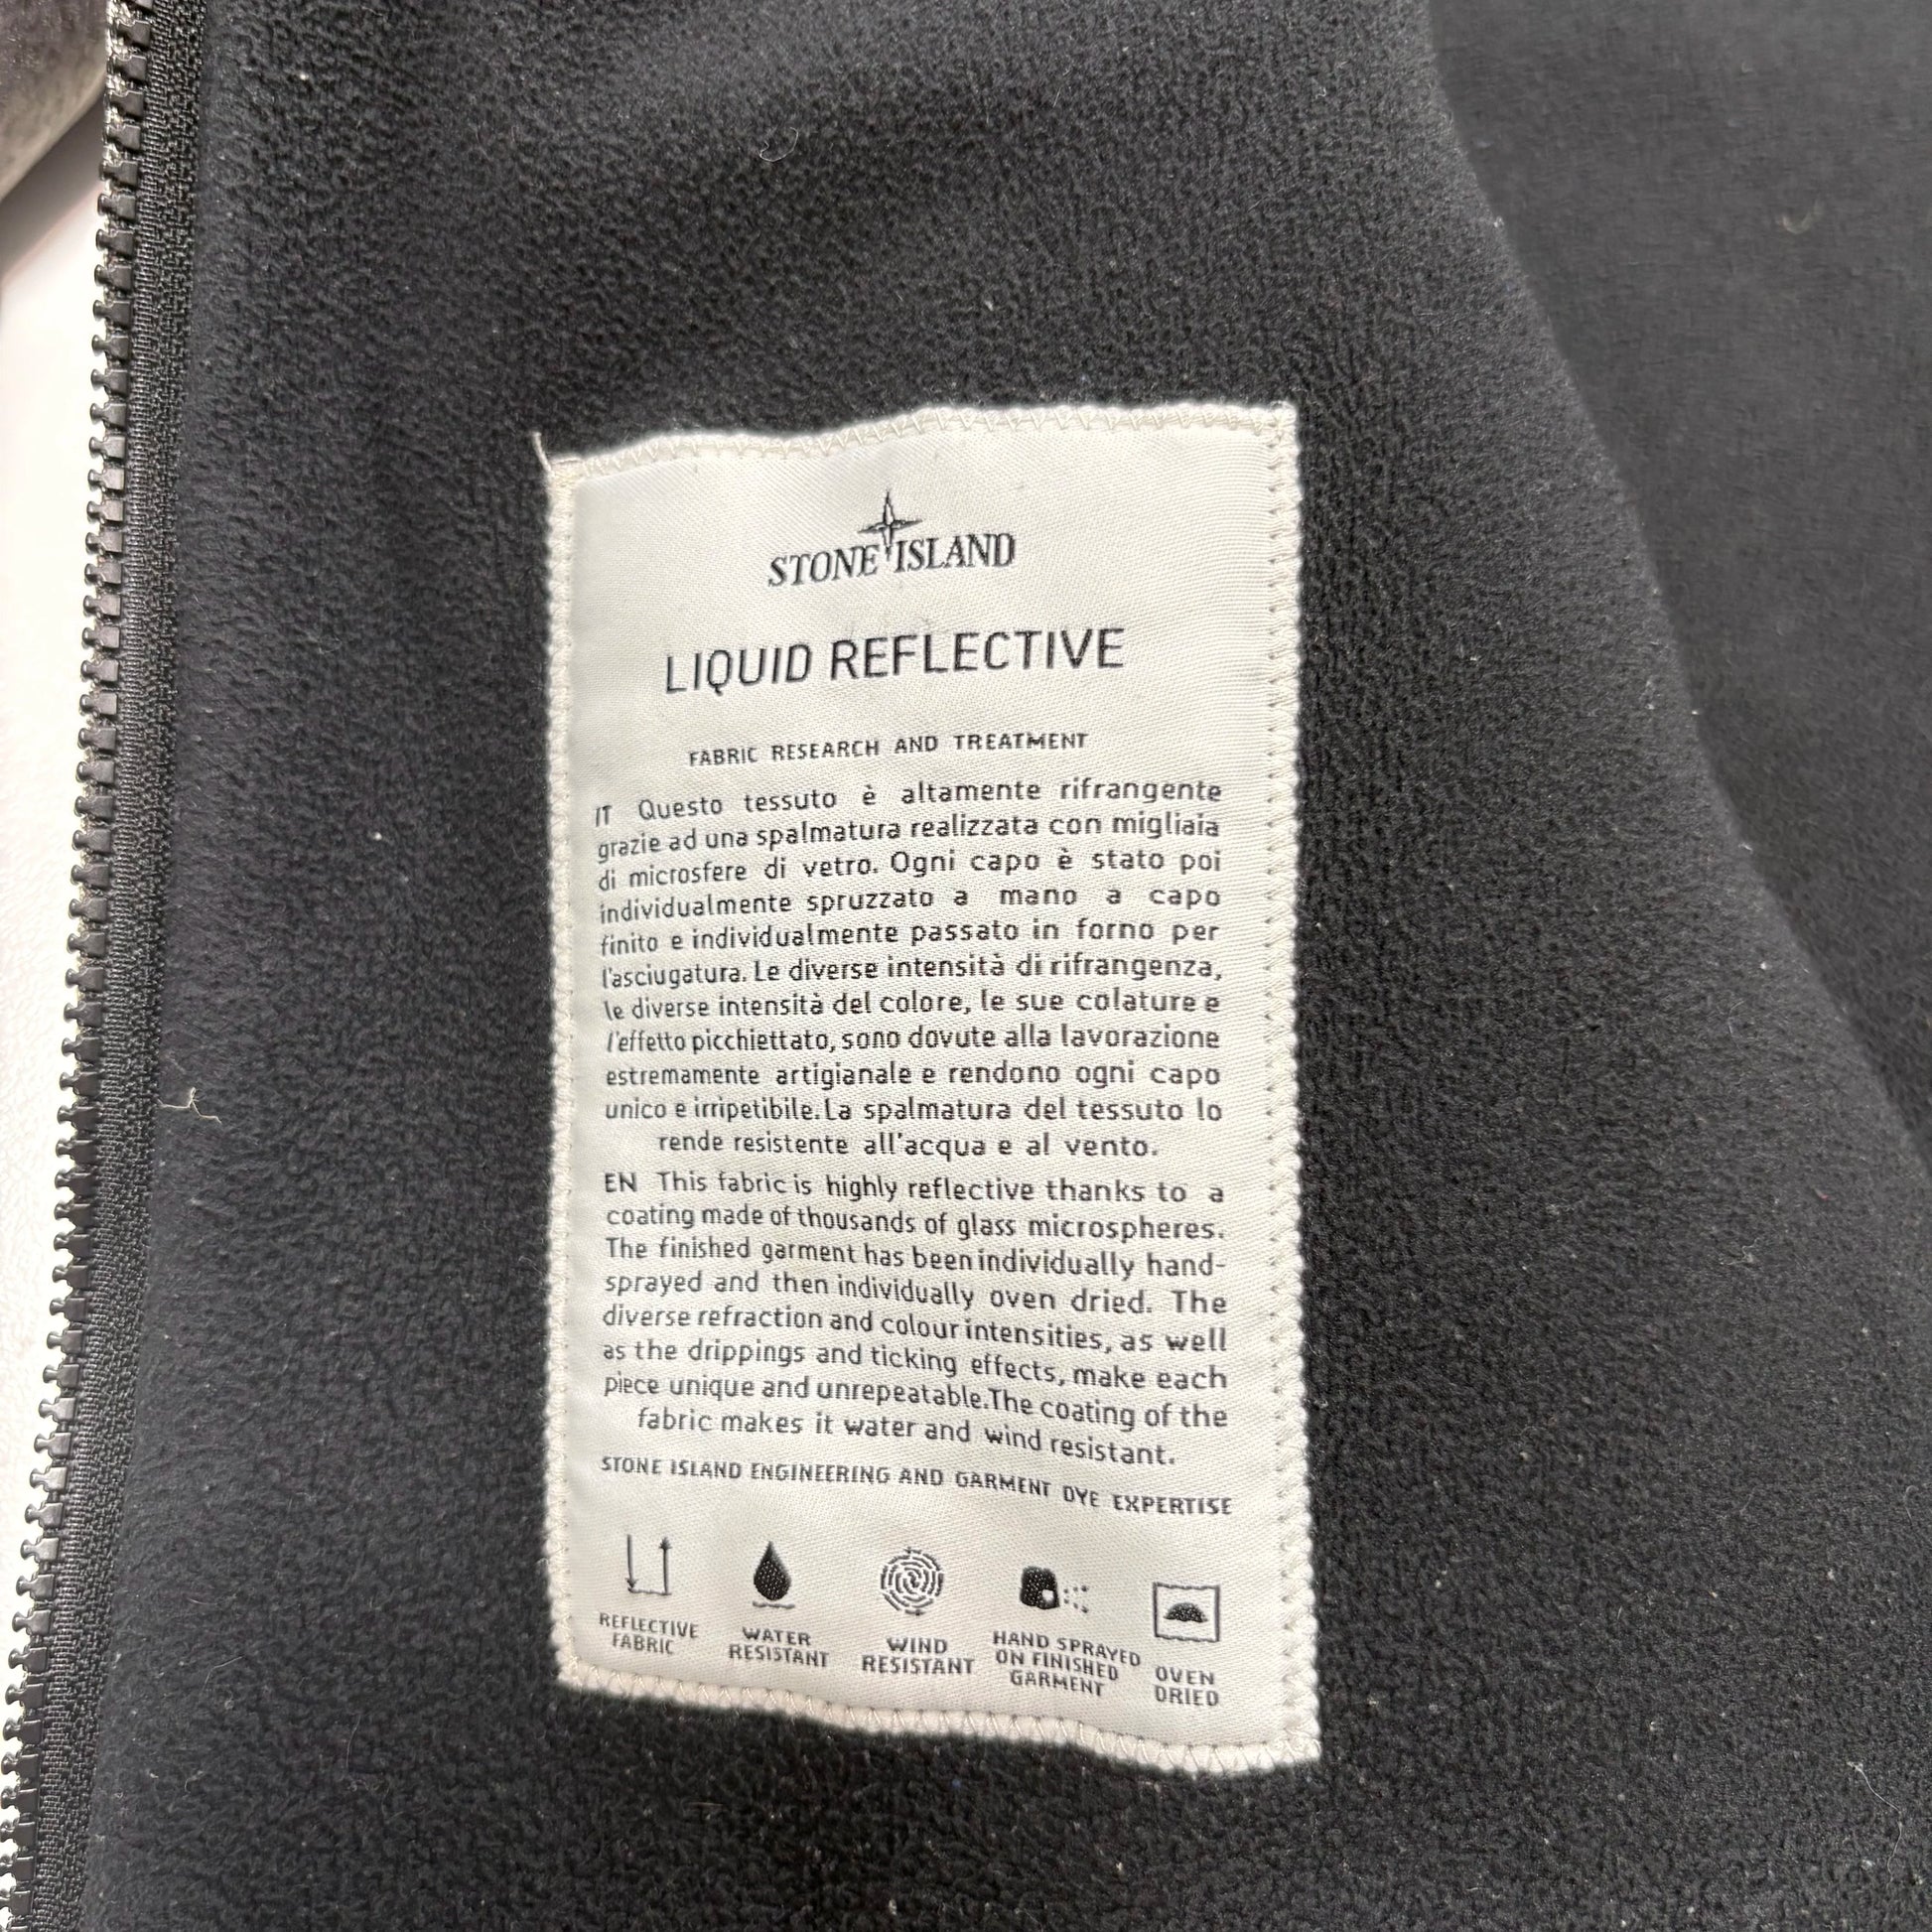 STONE ISLAND
LIQUID REFLECTIVE
FABRIC RESEARCH AND TREATMENT
IT Questo tessuto è altamente rifrangente
grazie ad una spalmatura realizzata con migliaia
di microsfere di vetro. Ogni capo è stato poi
individualmente spruzzato a mano a capo
finito e individualmente passato in forno per
l'asciugatura. Le diverse intensità di rifrangenza,
le diverse intensità del colore, le sue colature e
l'effetto picchiettato, sono dovute alla lavorazione
estremamente artigianale e rendono ogni capo
unico e irripetibile. La spalmatura del tessuto lo
rende resistente all'acqua e al vento.
EN This fabric is highly reflective thanks to a
coating made of thousands of glass microspheres.
The finished garment has been individually hand-
sprayed and then individually oven dried. The
diverse refraction and colour intensities, as well
as the drippings and ticking effects, make each
piece unique and unrepeatable.The coating of the
fabric makes it water and wind resistant.
STONE ISLAND ENGINEERING AND GARMENT DYE EXPERTISE
REFLECTIVE
FABRIC
WATER
RESISTANT
WIND
RESISTANT
HAND SPRAYED
ON FINISHED
GARMENT
OVEN
DRIED